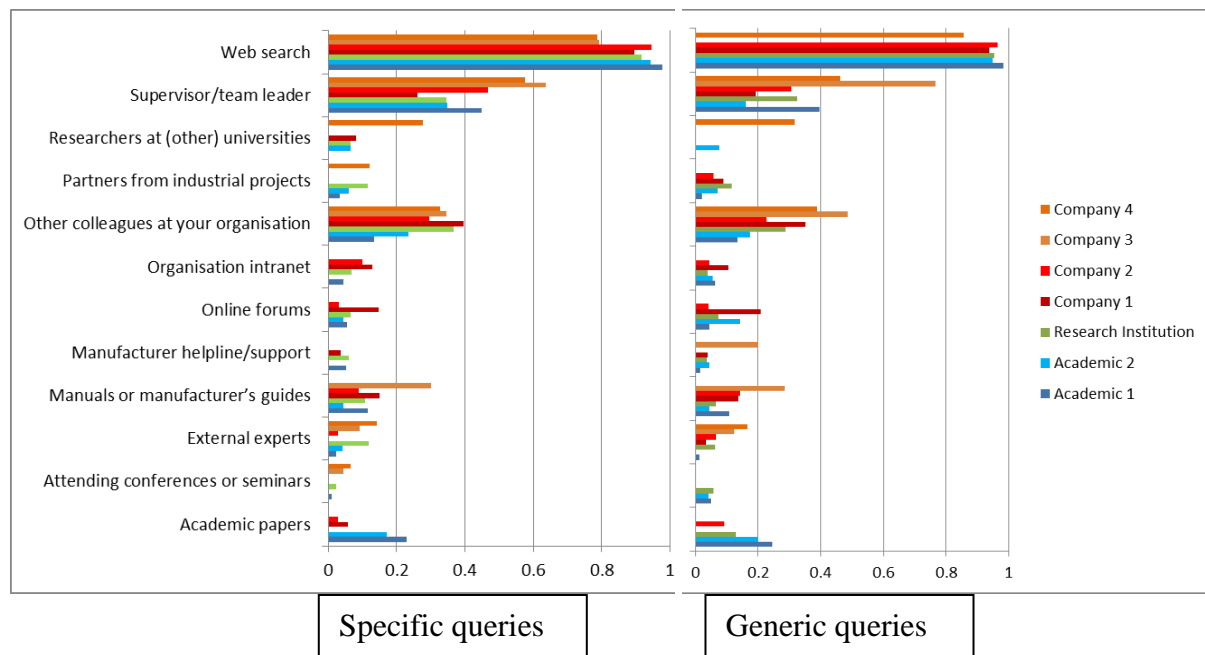 Web search
Supervisor/team leader
Researchers at (other) universities
Partners from industrial projects
Other colleagues at your organisation
Organisation intranet
Online forums
Manufacturer helpline/support
Manuals or manufacturer's guides
External experts
Attending conferences or seminars
Academic papers
0 0.2 0.4 0.6 0.8 1
0 0.2 0.4 0.6 0.8 1
Company 4
Company 3
Company 2
Company 1
Research Institution
Academic 2
Academic 1
Specific queries
Generic queries